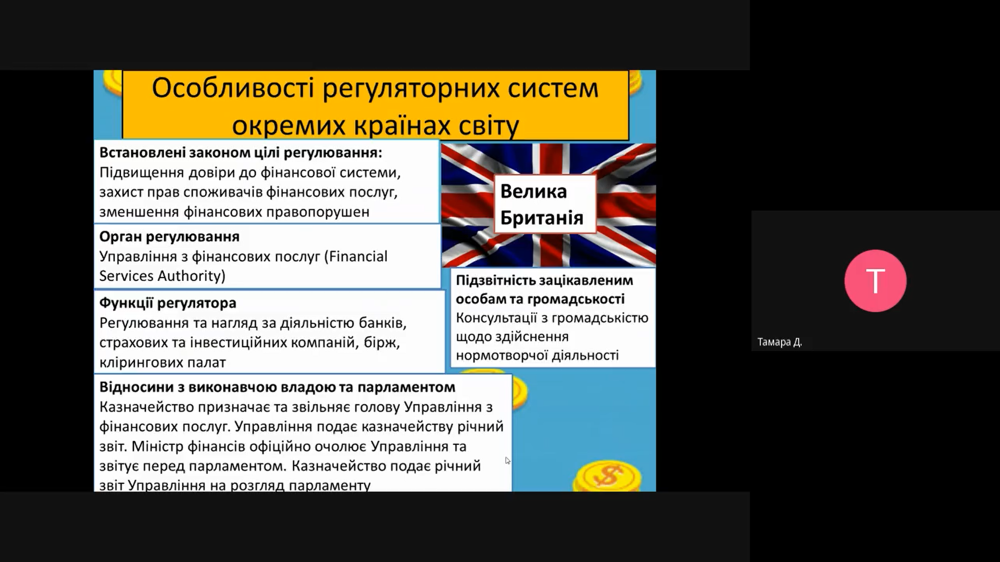 Особливості регуляторних систем
окремих країнах світу
Встановлені законом цілі регулювання:
Підвищення довіри до фінансової системи,
захист прав споживачів фінансових послуг,
зменшення фінансових правопорушен
Велика
Британія
Орган регулювання
Управління з фінансових послуг (Financial
Services Authority)
Функції регулятора
Регулювання та нагляд за діяльністю банків,
страхових та інвестиційних компаній, бірж,
клірингових палат
Підзвітність зацікавленим
особам та громадськості
Консультації з громадськістю
щодо здійснення
нормотворчої діяльності
Відносини з виконавчою владою та парламентом
Казначейство призначає та звільняє голову Управління з
фінансових послуг. Управління подає казначейству річний
звіт. Міністр фінансів офіційно очолює Управління та
звітує перед парламентом. Казначейство подає річний
звіт Управління на розгляд парламенту
T
Тамара Д.